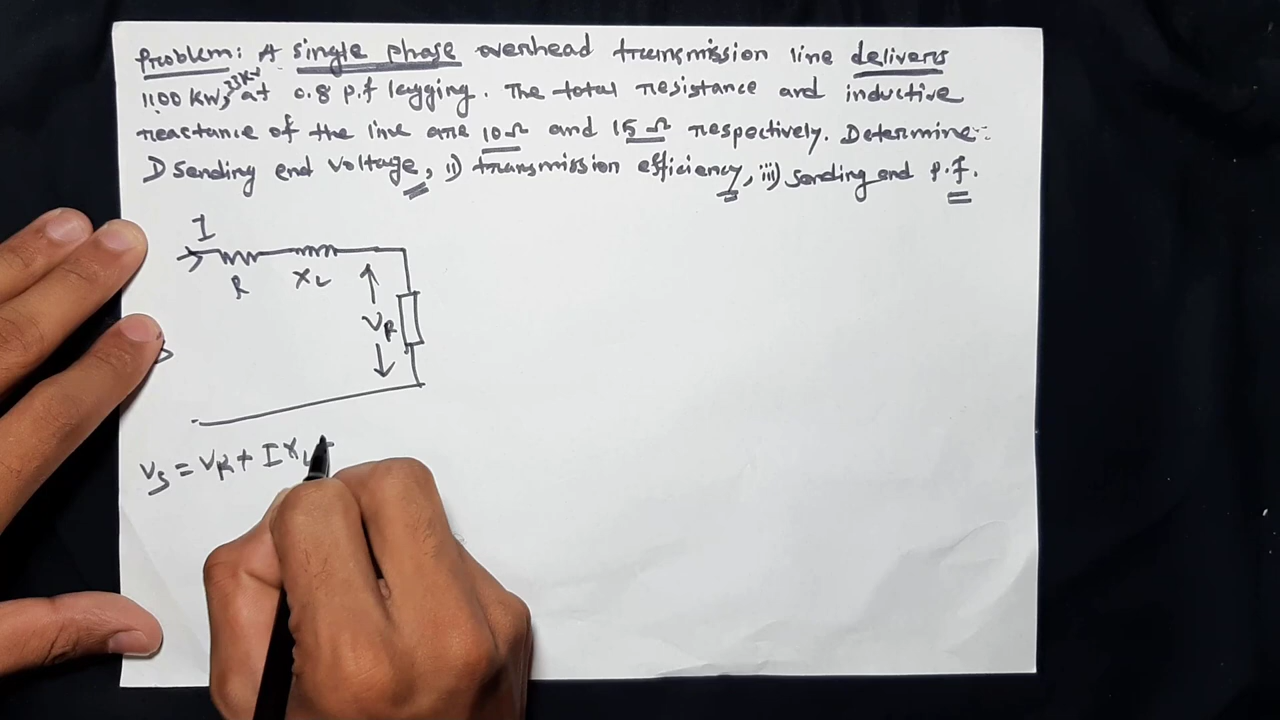 Problem: A single phase overhead transmission line delivers
33KV
1100 KW, at 0.8 p.f lagging. The total resistance and inductive
reactance of the line are 10Ω and 15Ω respectively. Determine:
I) Sending end voltage, ii) transmission efficiency, iii) sending end p.f.
I
R XL
VR
VS = VR + IXL